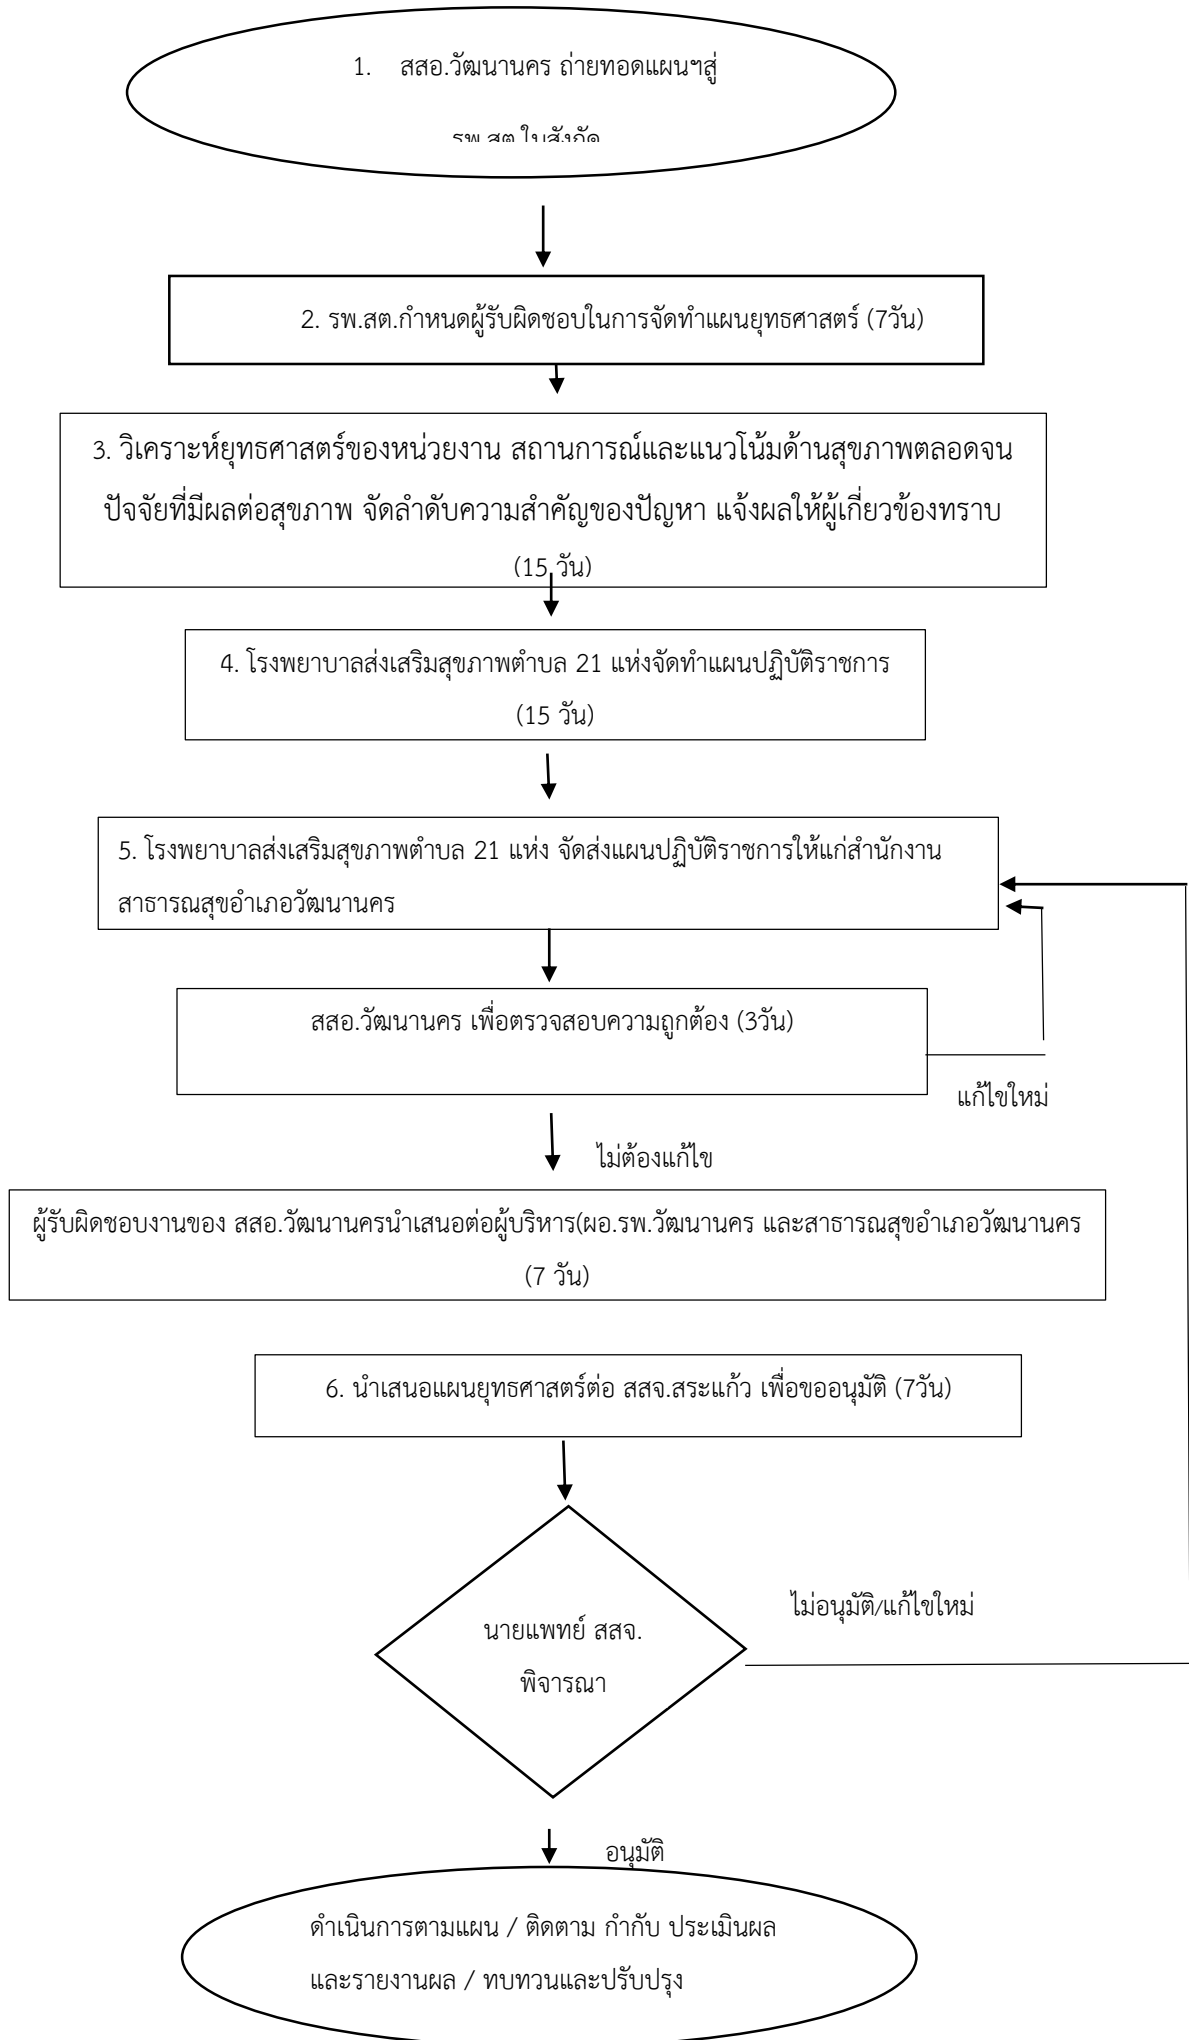 1. สสอ.วัฒนานคร ถ่ายทอดแผนฯสู่
รพ.สต.ในสังกัด
2. รพ.สต.กำหนดผู้รับผิดชอบในการจัดทำแผนยุทธศาสตร์ (7วัน)
3. วิเคราะห์ยุทธศาสตร์ของหน่วยงาน สถานการณ์และแนวโน้มด้านสุขภาพตลอดจน
ปัจจัยที่มีผลต่อสุขภาพ จัดลำดับความสำคัญของปัญหา แจ้งผลให้ผู้เกี่ยวข้องทราบ
(15 วัน)
4. โรงพยาบาลส่งเสริมสุขภาพตำบล 21 แห่งจัดทำแผนปฏิบัติราชการ
(15 วัน)
5. โรงพยาบาลส่งเสริมสุขภาพตำบล 21 แห่ง จัดส่งแผนปฏิบัติราชการให้แก่สำนักงาน
สาธารณสุขอำเภอวัฒนานคร
สสอ.วัฒนานคร เพื่อตรวจสอบความถูกต้อง (3วัน)
แก้ไขใหม่
ไม่ต้องแก้ไข
ผู้รับผิดชอบงานของ สสอ.วัฒนานครนำเสนอต่อผู้บริหาร(ผอ.รพ.วัฒนานคร และสาธารณสุขอำเภอวัฒนานคร
(7 วัน)
6. นำเสนอแผนยุทธศาสตร์ต่อ สสจ.สระแก้ว เพื่อขออนุมัติ (7วัน)
ไม่อนุมัติ/แก้ไขใหม่
นายแพทย์ สสจ.
พิจารณา
อนุมัติ
ดำเนินการตามแผน / ติดตาม กำกับ ประเมินผล
และรายงานผล / ทบทวนและปรับปรุง